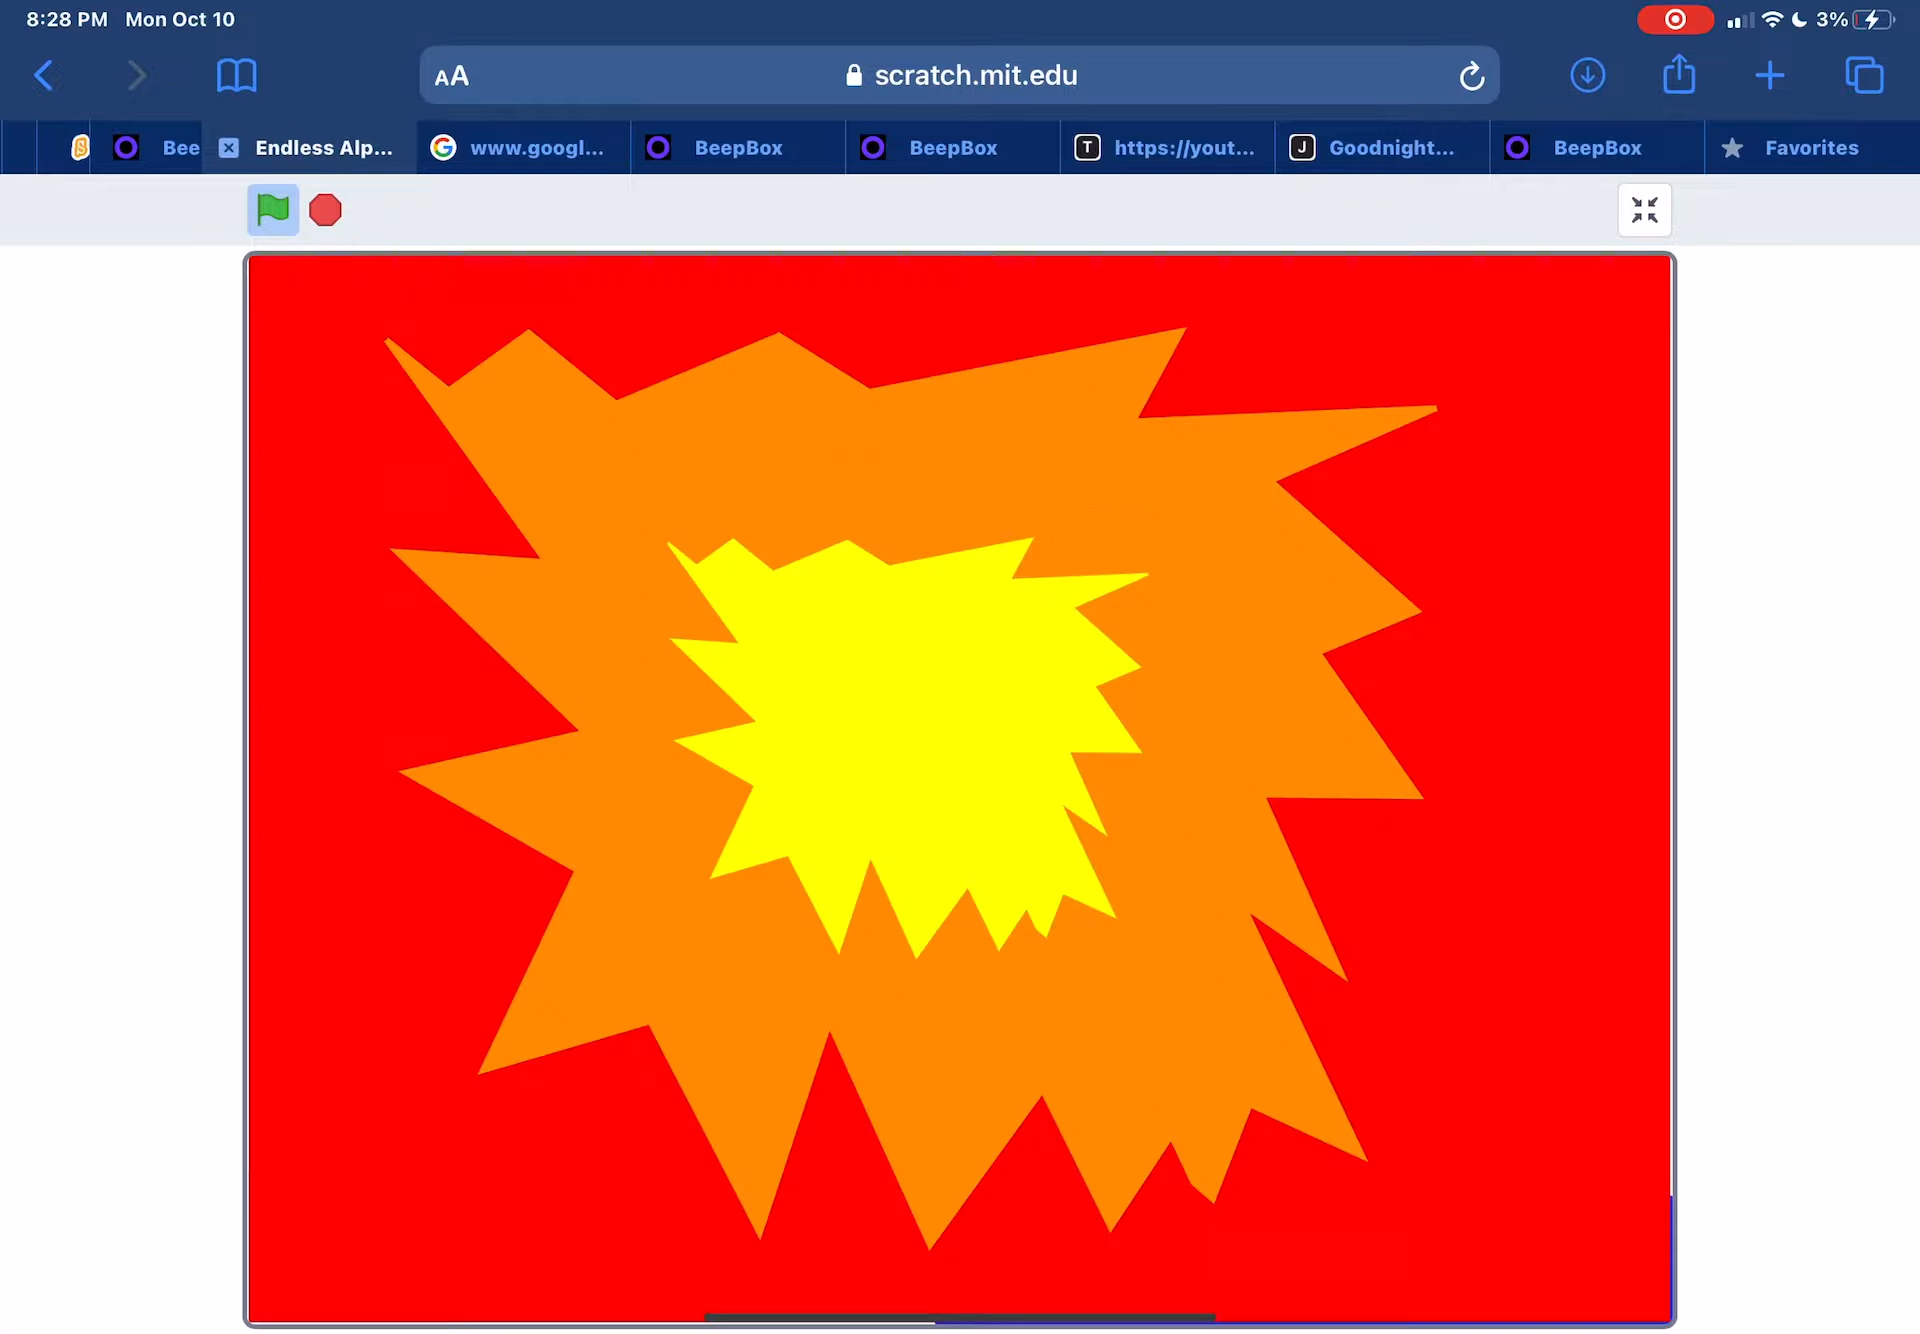 8:28 PM Mon Oct 10 3%
AA scratch.mit.edu
Bee Endless Alp... www.googl... BeepBox BeepBox T https://yout... J Goodnight... BeepBox Favorites